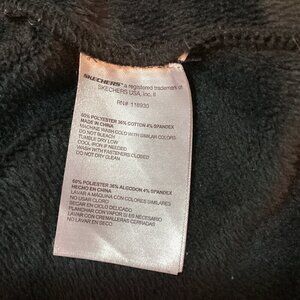 SKECHERS® a registered trademark of
SKECHERS USA, Inc. II
RN# 116930
60% POLYESTER 36% COTTON 4% SPANDEX
MADE IN CHINA
MACHINE WASH COLD WITH SIMILAR COLORS
DO NOT BLEACH
TUMBLE DRY LOW
COOL IRON IF NEEDED
WASH WITH FASTENERS CLOSED
DO NOT DRY CLEAN
60% POLIESTER 36% ALGODON 4% SPANDEX
HECHO EN CHINA
LAVAR A MAQUINA CON COLORES SIMILARES
NO USAR CLORO
SECAR EN CICLO DELICADO
PLANCHAR CON VAPOR SI ES NECESARIO
LAVAR CON CREMALLERAS CERRADAS
NO LAVAR EN SECO